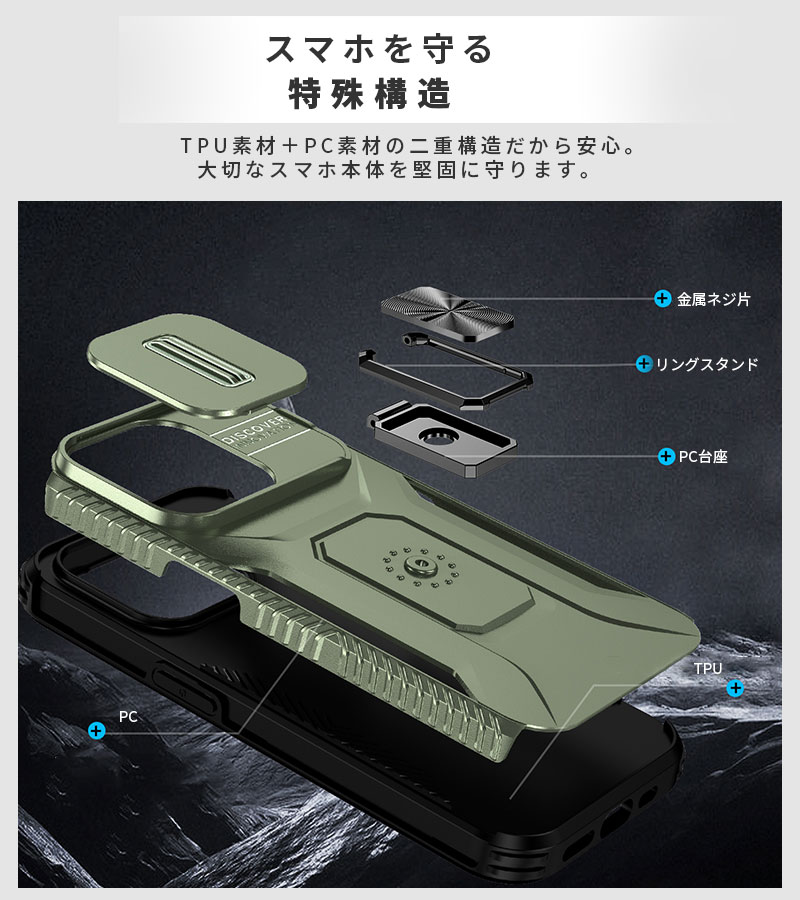 スマホを守る
特殊構造
TPU素材＋PC素材の二重構造だから安心。
大切なスマホ本体を堅固に守ります。
金属ネジ片
リングスタンド
PC台座
DISCOVER
TPU
PC